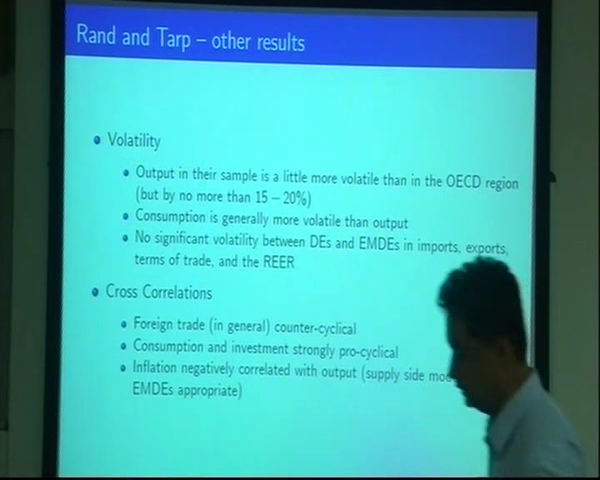 Rand and Tarp – other results
Volatility
Output in their sample is a little more volatile than in the OECD region
(but by no more than 15 – 20%)
Consumption is generally more volatile than output
No significant volatility between DEs and EMDEs in imports, exports,
terms of trade, and the REER
Cross Correlations
Foreign trade (in general) counter-cyclical
Consumption and investment strongly pro-cyclical
Inflation negatively correlated with output (supply side
EMDEs appropriate)